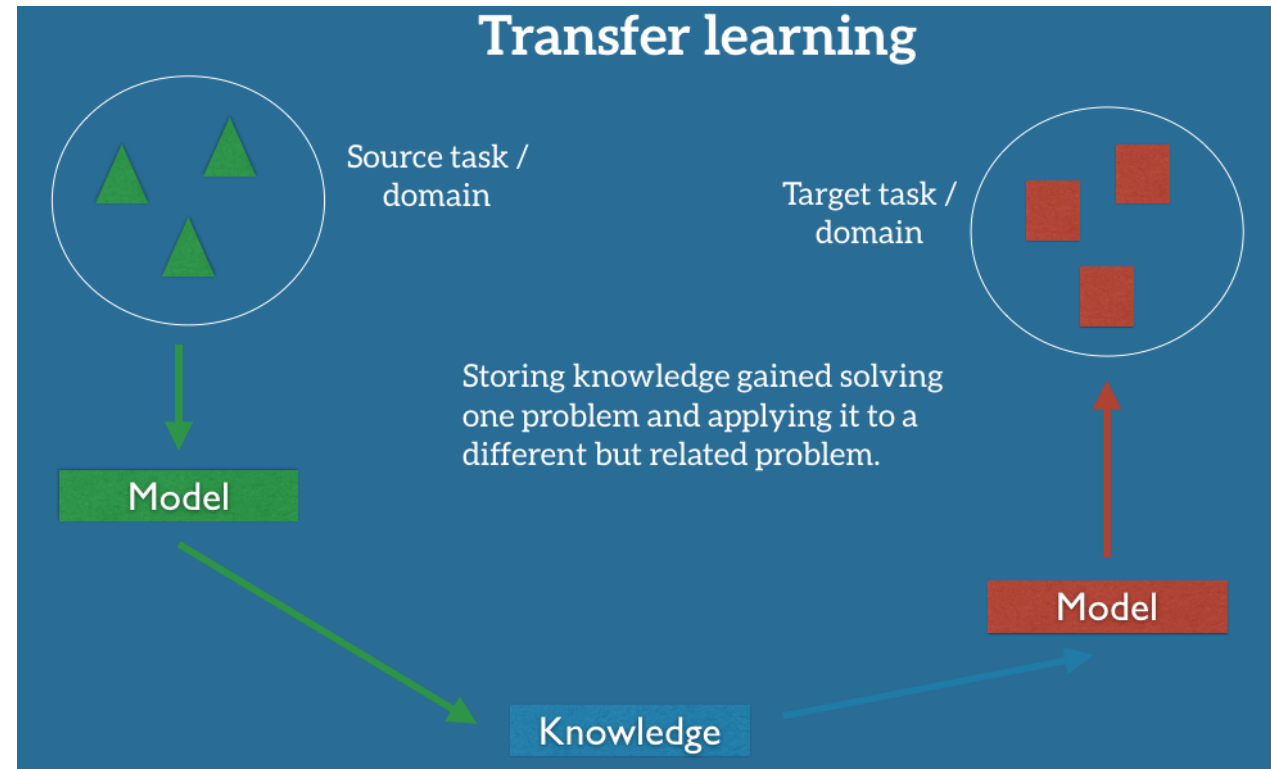 Transfer learning
Source task /
domain
Target task /
domain
Storing knowledge gained solving
one problem and applying it to a
different but related problem.
Model
Model
Knowledge